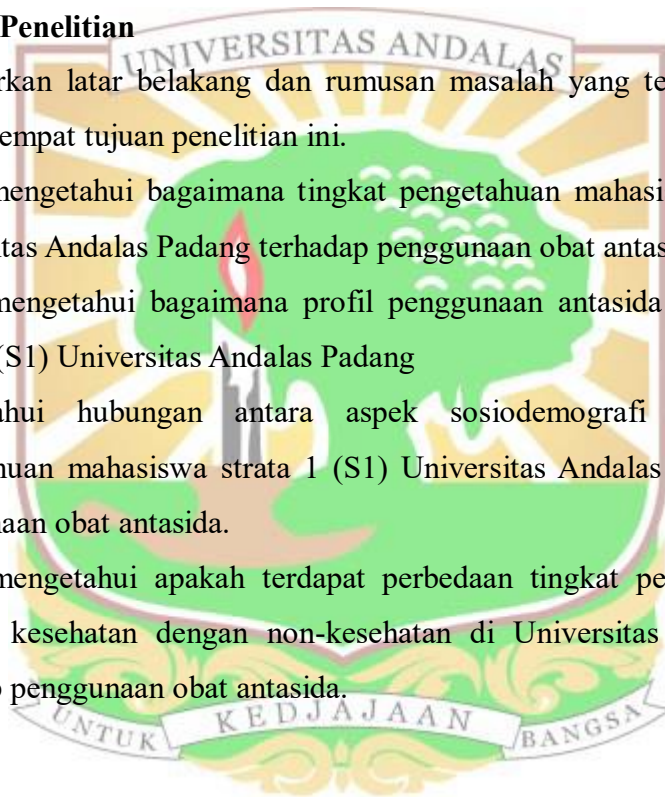 Penelitian
UNIVERSITAS ANDALAS
rkan latar belakang dan rumusan masalah yang te
empat tujuan penelitian ini.
mengetahui bagaimana tingkat pengetahuan mahasi
itas Andalas Padang terhadap penggunaan obat antas
mengetahui bagaimana profil penggunaan antasida
(S1) Universitas Andalas Padang
ahui hubungan antara aspek sosiodemografi
huan mahasiswa strata 1 (S1) Universitas Andalas
naan obat antasida.
mengetahui apakah terdapat perbedaan tingkat pe
kesehatan dengan non-kesehatan di Universitas
p penggunaan obat antasida.
UNTUK KEDJAJAAN BANGSA